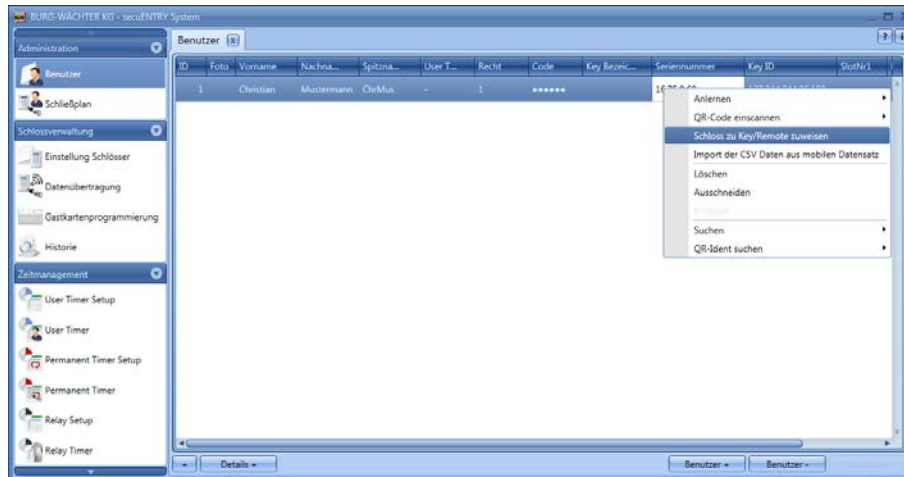 BURG-WÄCHTER KG - secuENTRY System
Administration
Benutzer
Schließplan
Schlossverwaltung
Einstellung Schlösser
Datenübertragung
Gastkartenprogrammierung
Historie
Zeitmanagement
User Timer Setup
User Timer
Permanent Timer Setup
Permanent Timer
Relay Setup
Relay Timer
Benutzer
ID Foto Vorname Nachna... Spitzna... User T... Recht Code Key Bezeic... Seriennummer Key ID SlotNr1
1 Christian Mustermann ChrMus - 1 ●●●●●●
Anlernen
QR-Code einscannen
Schloss zu Key/Remote zuweisen
Import der CSV Daten aus mobilen Datensatz
Löschen
Ausschneiden
Suchen
QR-Ident suchen
Details +
Benutzer +
Benutzer -